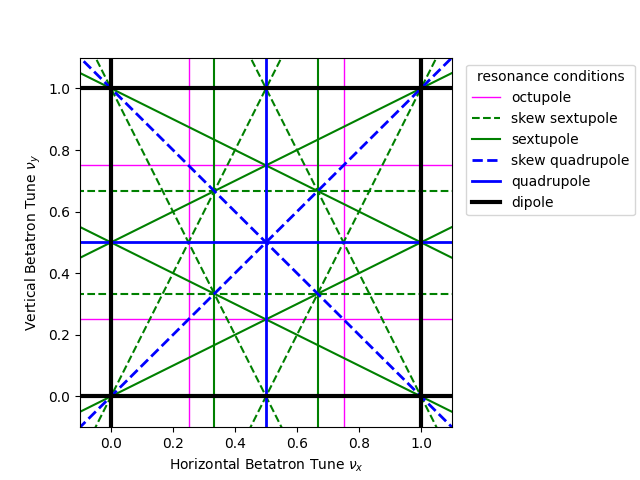 resonance conditions
octupole
skew sextupole
sextupole
skew quadrupole
quadrupole
dipole
Vertical Betatron Tune νy
1.0
0.8
0.6
0.4
0.2
0.0
0.0 0.2 0.4 0.6 0.8 1.0
Horizontal Betatron Tune νx